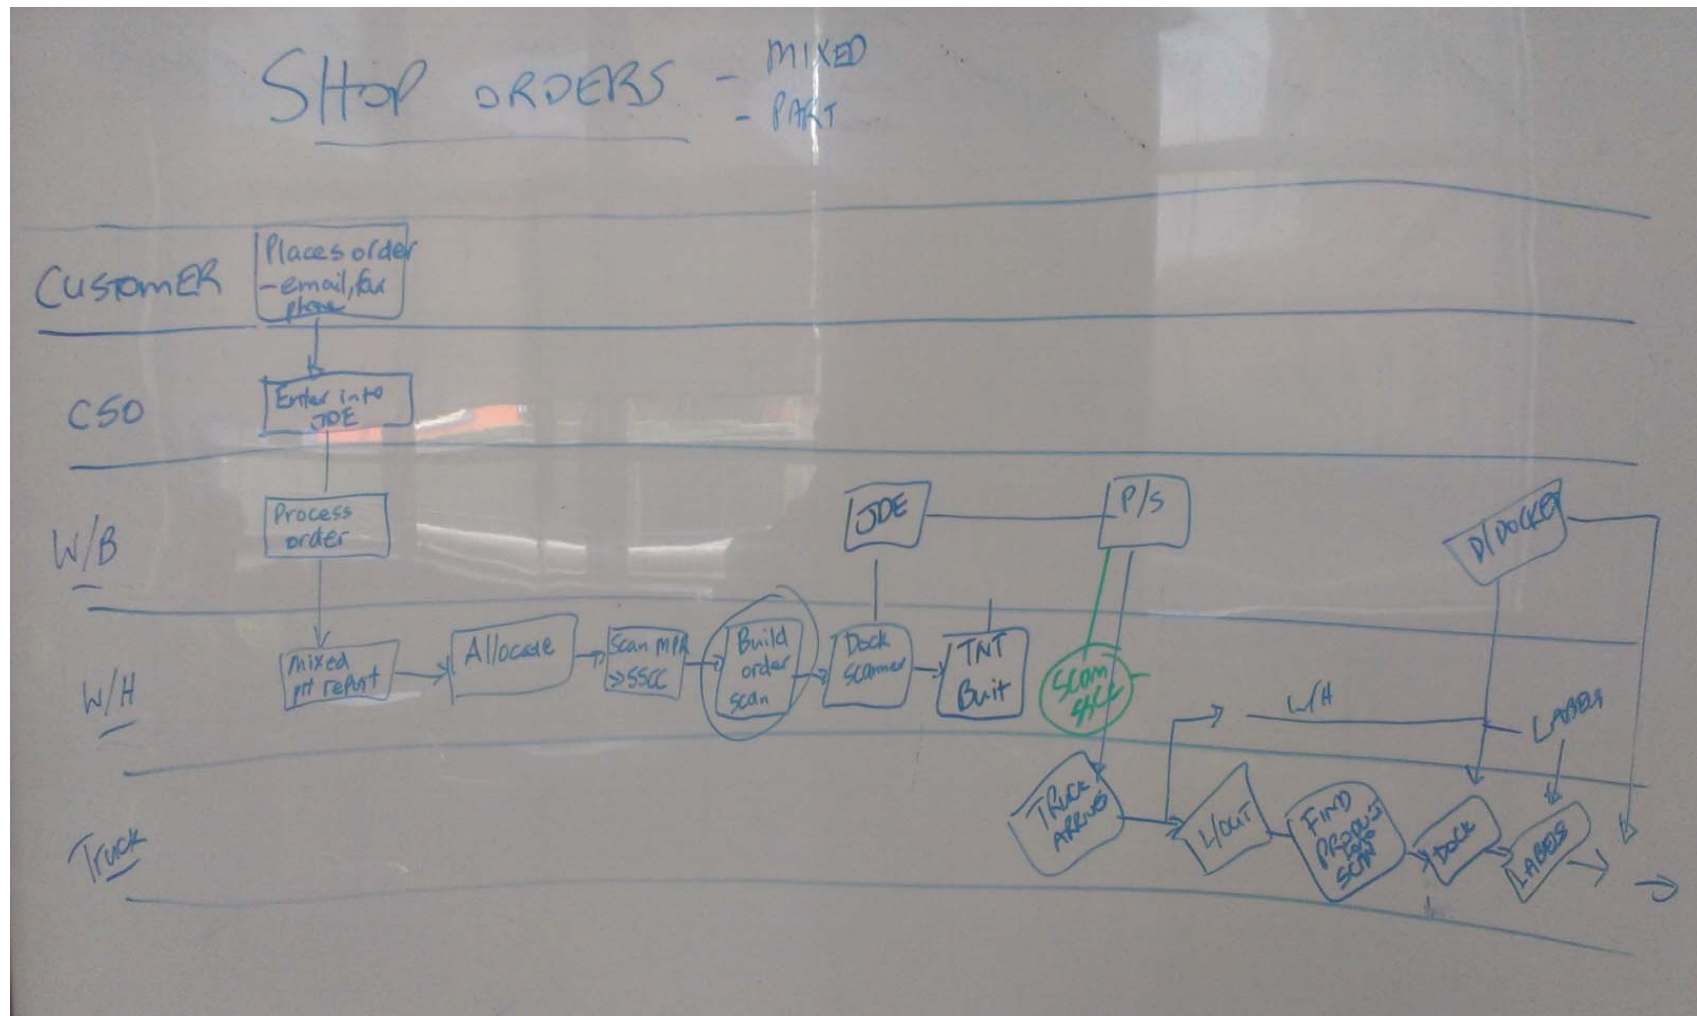 SHOP ORDERS - MIXED
- PART
CUSTOMER
Places order
- email, fax
phone
CSO
Enter into
JDE
W/B
Process
order
JDE
P/S
D/DOCKET
W/H
Mixed
report
Allocate
Scan MPR
>> SSCC
Build
order
scan
Dock
scanner
TNT
Built
Scan
SSCC
W/H
LABELS
Truck
TRUCK
ARRIVES
L/OUT
FIND
PRODUCT
SCAN
DOCK
LABELS